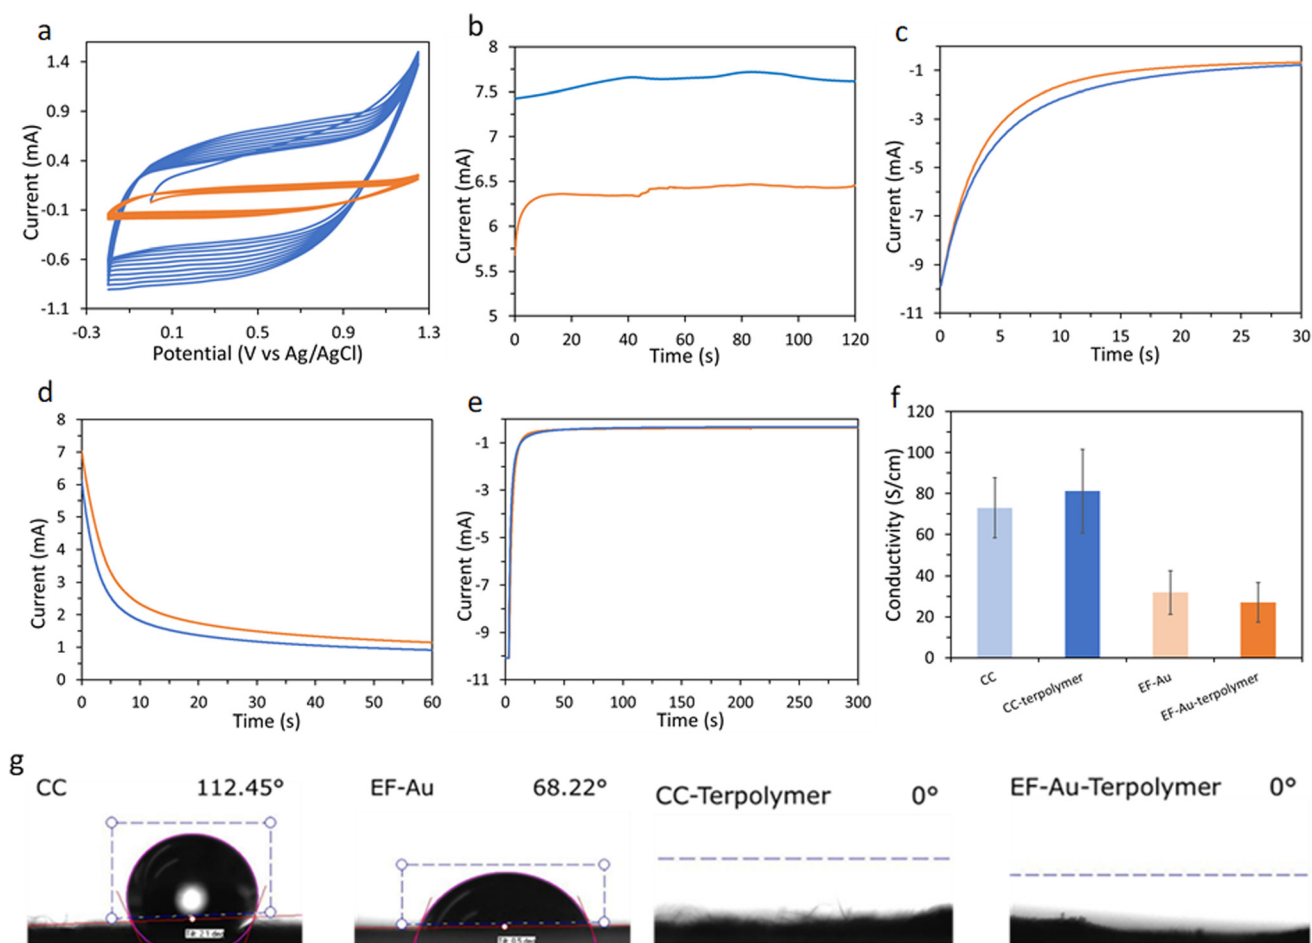 a
1.4
0.9
0.4
-0.1
-0.6
-1.1
-0.3
0.1
0.5
0.9
1.3
Current (mA)
Potential (V vs Ag/AgCl)
b
8
7.5
7
6.5
6
5.5
5
0
20
40
60
80
100
120
Current (mA)
Time (s)
c
-1
-3
-5
-7
-9
-11
0
5
10
15
20
25
30
Current (mA)
Time (s)
d
8
7
6
5
4
3
2
1
0
0
10
20
30
40
50
60
Current (mA)
Time (s)
e
-1
-3
-5
-7
-9
-11
0
50
100
150
200
250
300
Current (mA)
Time (s)
f
120
100
80
60
40
20
0
Conductivity (S/cm)
CC
CC-terpolymer
EF-Au
EF-Au-terpolymer
g
CC 112.45°
EF-Au 68.22°
CC-Terpolymer 0°
EF-Au-Terpolymer 0°